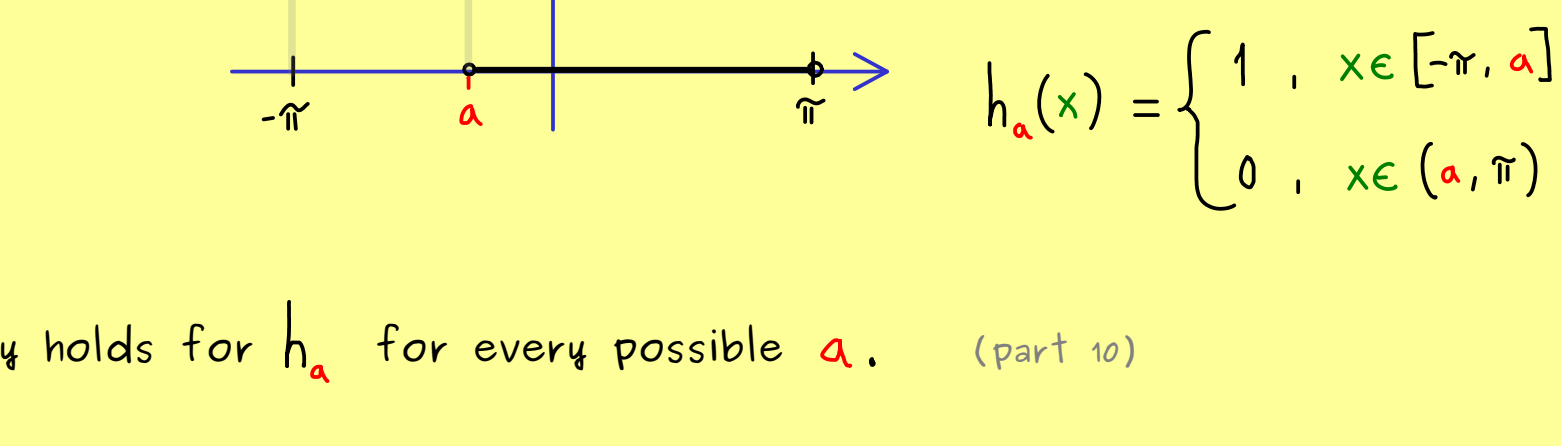 -π a π
h_a(x) = { 1 , x∈ [-π, a]
0 , x∈ (a, π)
y holds for h_a for every possible a. (part 10)